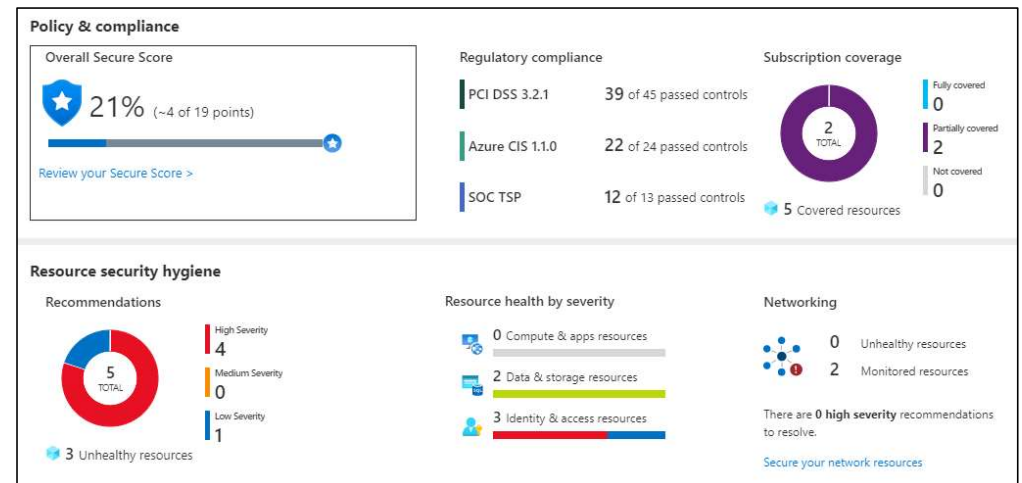 Policy & compliance
Overall Secure Score
21% (~4 of 19 points)
Review your Secure Score >
Regulatory compliance
PCI DSS 3.2.1 39 of 45 passed controls
Azure CIS 1.1.0 22 of 24 passed controls
SOC TSP 12 of 13 passed controls
Subscription coverage
2
TOTAL
Fully covered
0
Partially covered
2
Not covered
0
5 Covered resources
Resource security hygiene
Recommendations
5
TOTAL
High Severity
4
Medium Severity
0
Low Severity
1
3 Unhealthy resources
Resource health by severity
0 Compute & apps resources
2 Data & storage resources
3 Identity & access resources
Networking
0 Unhealthy resources
2 Monitored resources
There are 0 high severity recommendations
to resolve.
Secure your network resources